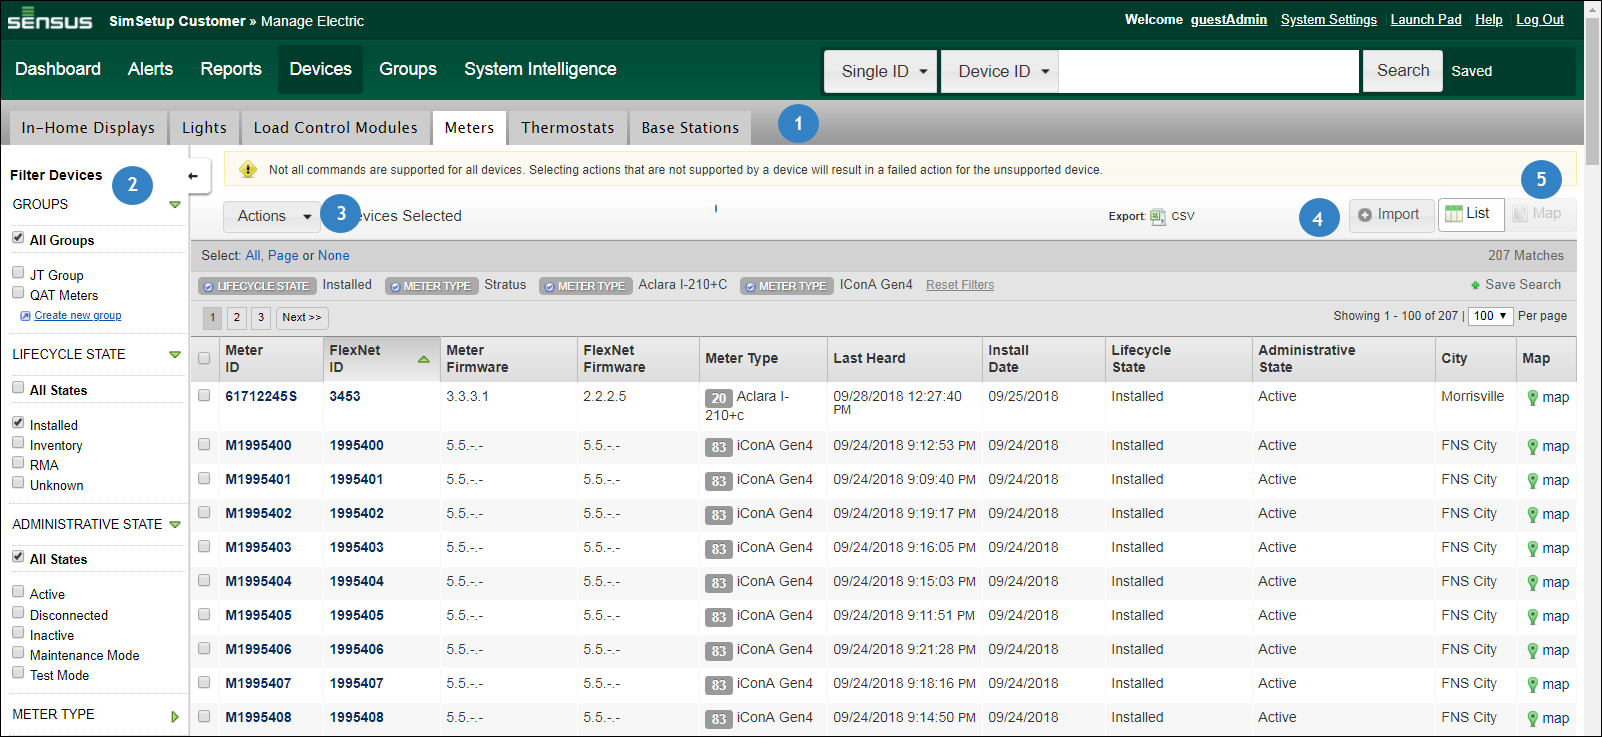 sensus SimSetup Customer » Manage Electric Welcome guestAdmin System Settings Launch Pad Help Log Out
Dashboard Alerts Reports Devices Groups System Intelligence Single ID Device ID Search Saved
In-Home Displays Lights Load Control Modules Meters Thermostats Base Stations 1
Filter Devices 2
GROUPS
All Groups
JT Group
QAT Meters
Create new group
LIFECYCLE STATE
All States
Installed
Inventory
RMA
Unknown
ADMINISTRATIVE STATE
All States
Active
Disconnected
Inactive
Maintenance Mode
Test Mode
METER TYPE
Not all commands are supported for all devices. Selecting actions that are not supported by a device will result in a failed action for the unsupported device.
5
Actions 3 evices Selected Export: CSV 4 Import List Map
Select: All, Page or None 207 Matches
LIFECYCLE STATE Installed METER TYPE Stratus METER TYPE Aclara I-210+C METER TYPE IConA Gen4 Reset Filters Save Search
1 2 3 Next >> Showing 1 - 100 of 207 | 100 Per page
Meter ID FlexNet ID Meter Firmware FlexNet Firmware Meter Type Last Heard Install Date Lifecycle State Administrative State City Map
61712245S 3453 3.3.3.1 2.2.2.5 20 Aclara I-210+c 09/28/2018 12:27:40 PM 09/25/2018 Installed Active Morrisville map
M1995400 1995400 5.5.-.- 5.5.-.- 83 iConA Gen4 09/24/2018 9:12:53 PM 09/24/2018 Installed Active FNS City map
M1995401 1995401 5.5.-.- 5.5.-.- 83 iConA Gen4 09/24/2018 9:09:40 PM 09/24/2018 Installed Active FNS City map
M1995402 1995402 5.5.-.- 5.5.-.- 83 iConA Gen4 09/24/2018 9:19:17 PM 09/24/2018 Installed Active FNS City map
M1995403 1995403 5.5.-.- 5.5.-.- 83 iConA Gen4 09/24/2018 9:16:05 PM 09/24/2018 Installed Active FNS City map
M1995404 1995404 5.5.-.- 5.5.-.- 83 iConA Gen4 09/24/2018 9:15:03 PM 09/24/2018 Installed Active FNS City map
M1995405 1995405 5.5.-.- 5.5.-.- 83 iConA Gen4 09/24/2018 9:11:51 PM 09/24/2018 Installed Active FNS City map
M1995406 1995406 5.5.-.- 5.5.-.- 83 iConA Gen4 09/24/2018 9:21:28 PM 09/24/2018 Installed Active FNS City map
M1995407 1995407 5.5.-.- 5.5.-.- 83 iConA Gen4 09/24/2018 9:18:16 PM 09/24/2018 Installed Active FNS City map
M1995408 1995408 5.5.-.- 5.5.-.- 83 iConA Gen4 09/24/2018 9:14:50 PM 09/24/2018 Installed Active FNS City map